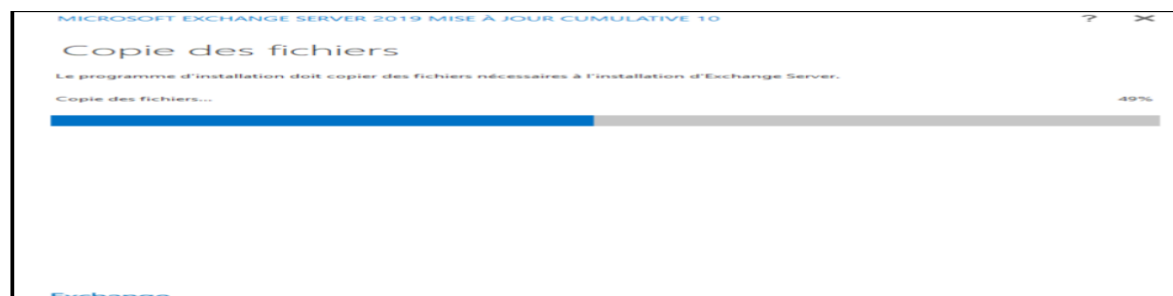 MICROSOFT EXCHANGE SERVER 2019 MISE À JOUR CUMULATIVE 10
? ✕
Copie des fichiers
Le programme d'installation doit copier des fichiers nécessaires à l'installation d'Exchange Server.
Copie des fichiers... 49%
Exchange